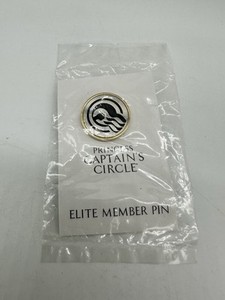 PRINCESS
CAPTAIN'S
CIRCLE®
ELITE MEMBER PIN